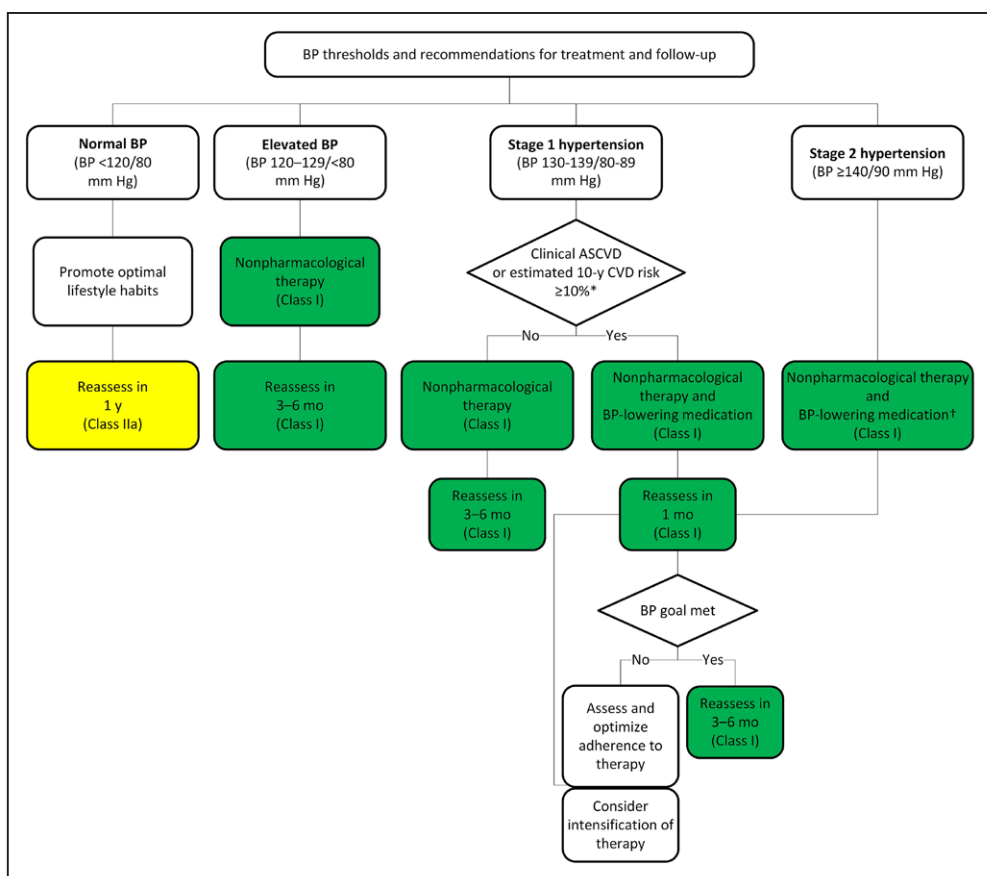 BP thresholds and recommendations for treatment and follow-up
Normal BP
(BP <120/80
mm Hg)
Elevated BP
(BP 120–129/<80
mm Hg)
Stage 1 hypertension
(BP 130-139/80-89
mm Hg)
Stage 2 hypertension
(BP ≥140/90 mm Hg)
Promote optimal
lifestyle habits
Nonpharmacological
therapy
(Class I)
Clinical ASCVD
or estimated 10-y CVD risk
≥10%*
No
Yes
Reassess in
1 y
(Class IIa)
Reassess in
3–6 mo
(Class I)
Nonpharmacological
therapy
(Class I)
Nonpharmacological
therapy and
BP-lowering medication
(Class I)
Nonpharmacological therapy
and
BP-lowering medication†
(Class I)
Reassess in
3–6 mo
(Class I)
Reassess in
1 mo
(Class I)
BP goal met
No
Yes
Assess and
optimize
adherence to
therapy
Reassess in
3–6 mo
(Class I)
Consider
intensification of
therapy